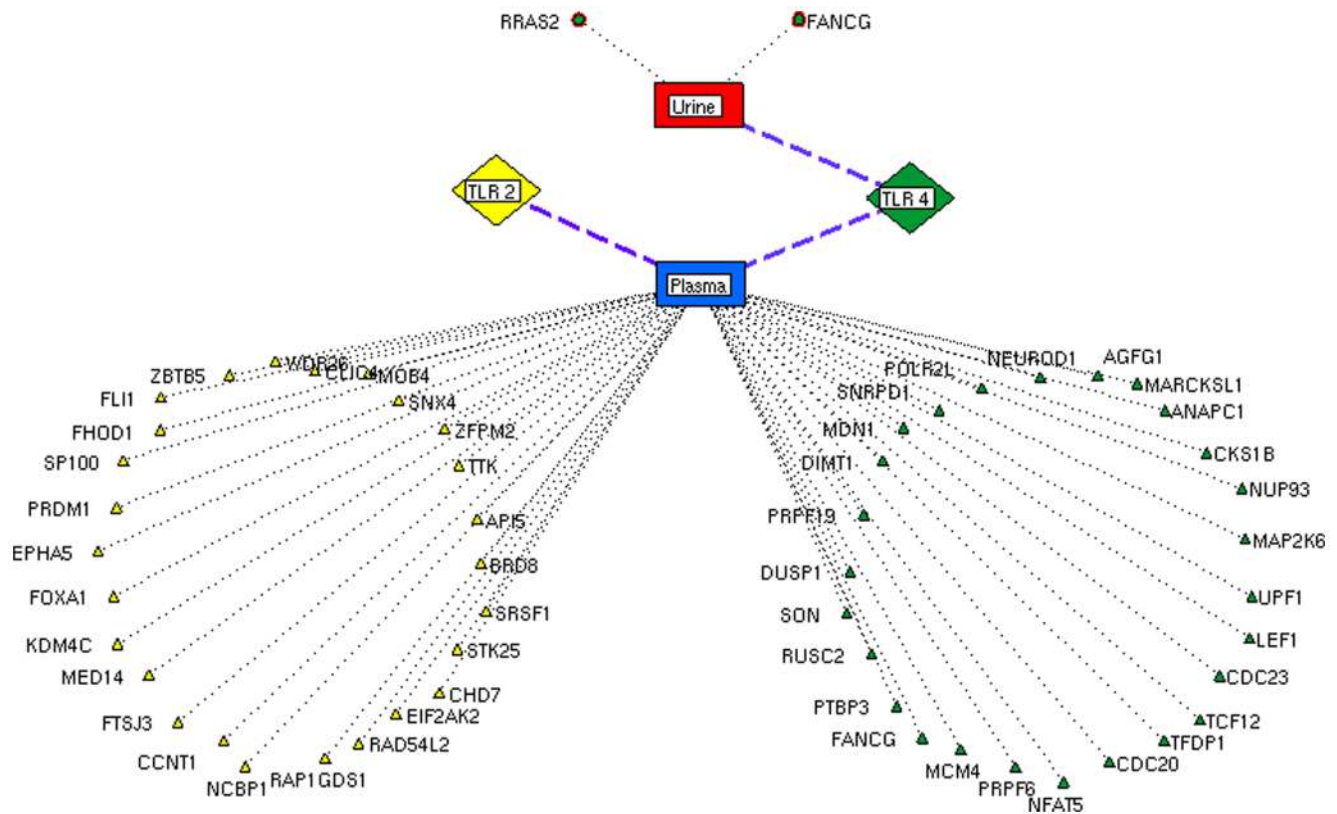 RRAS2
FANCG
Urine
TLR 2
TLR 4
Plasma
ZBTB5
WDR26
CLIC4
MOB4
FLI1
SNX4
FHOD1
ZFPM2
SP100
TTK
PRDM1
API5
EPHA5
BRD8
FOXA1
SRSF1
KDM4C
STK25
MED14
CHD7
FTSJ3
EIF2AK2
CCNT1
RAD54L2
NCBP1
RAP1GDS1
NEUROD1
AGFG1
POLR2L
MARCKSL1
SNRPD1
ANAPC1
MDN1
CKS1B
DIMT1
NUP93
PRPF19
MAP2K6
DUSP1
UPF1
SON
LEF1
RUSC2
CDC23
PTBP3
TCF12
FANCG
TFDP1
MCM4
CDC20
PRPF6
NFAT5